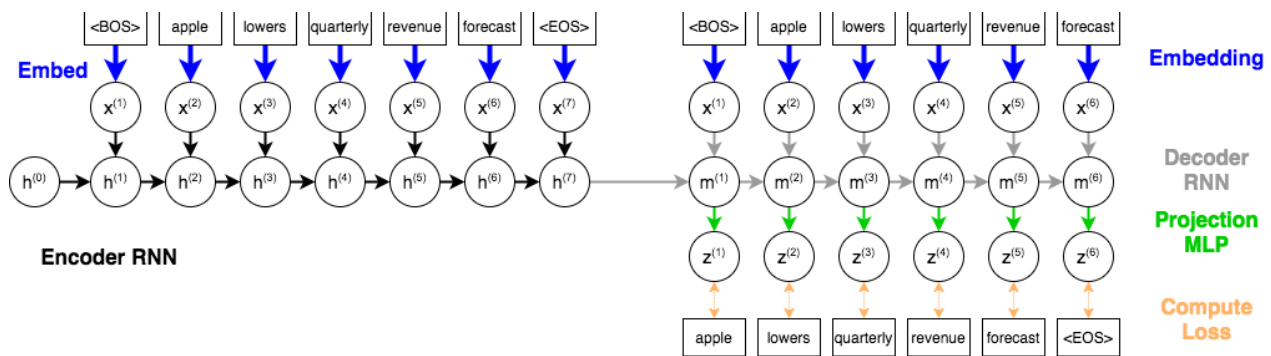 <BOS> apple lowers quarterly revenue forecast <EOS> <BOS> apple lowers quarterly revenue forecast
Embed Embedding
x(1) x(2) x(3) x(4) x(5) x(6) x(7) x(1) x(2) x(3) x(4) x(5) x(6)
h(0) h(1) h(2) h(3) h(4) h(5) h(6) h(7) m(1) m(2) m(3) m(4) m(5) m(6)
Decoder
RNN
Encoder RNN
z(1) z(2) z(3) z(4) z(5) z(6)
Projection
MLP
apple lowers quarterly revenue forecast <EOS>
Compute
Loss